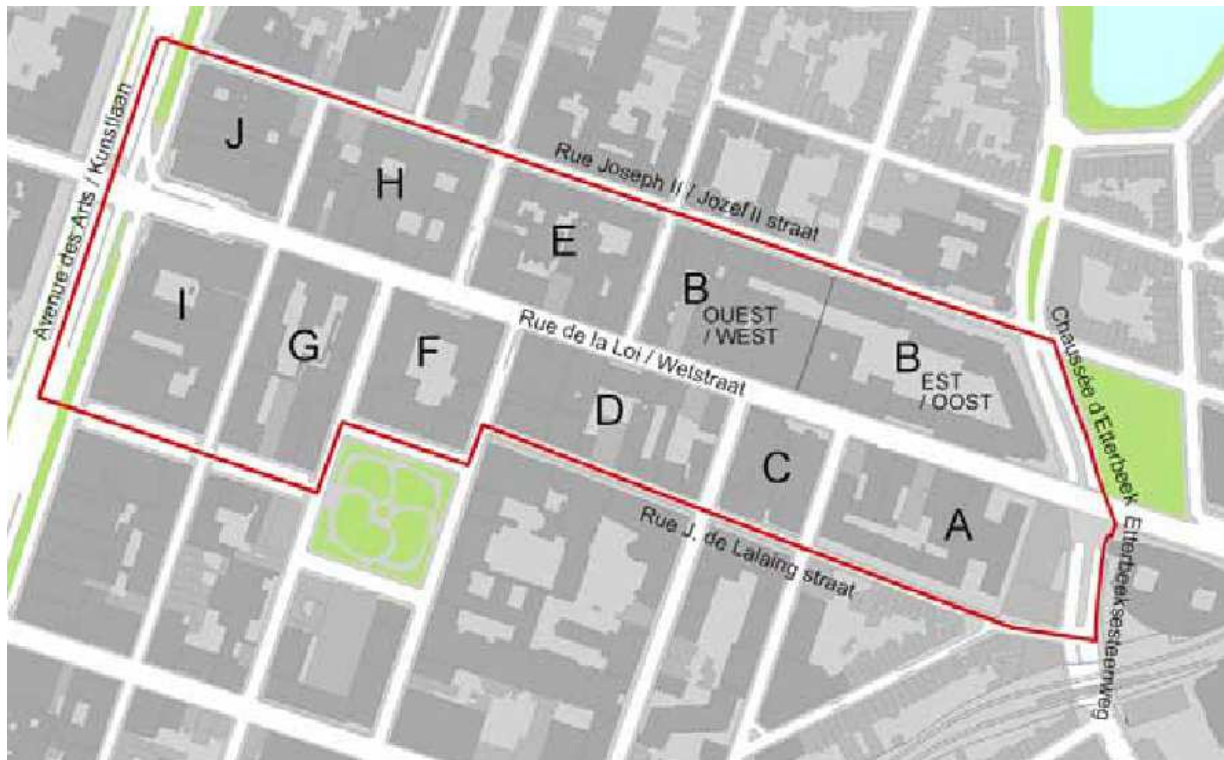 Avenue des Arts / Kunstlaan
J
H
E
Rue Joseph II / Jozef II straat
B
OUEST
/ WEST
B
EST
/ OOST
I
G
F
Rue de la Loi / Wetstraat
D
C
A
Rue J. de Lalaing straat
Chaussée d'Etterbeek Etterbeeksesteenweg